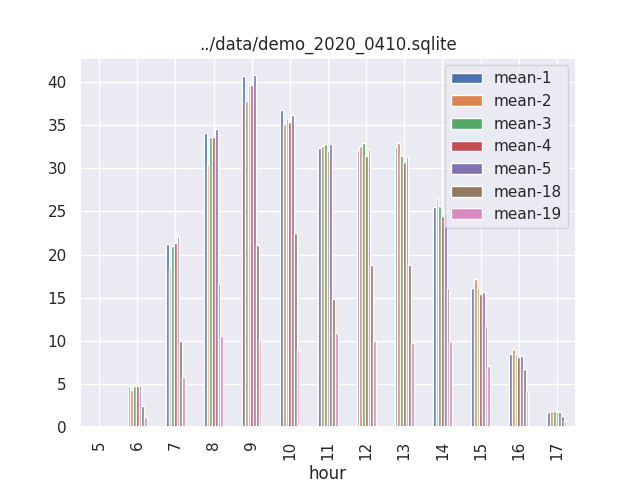 ../data/demo_2020_0410.sqlite
40
35
30
25
20
15
10
5
0
mean-1
mean-2
mean-3
mean-4
mean-5
mean-18
mean-19
5 6 7 8 9 10 11 12 13 14 15 16 17
hour